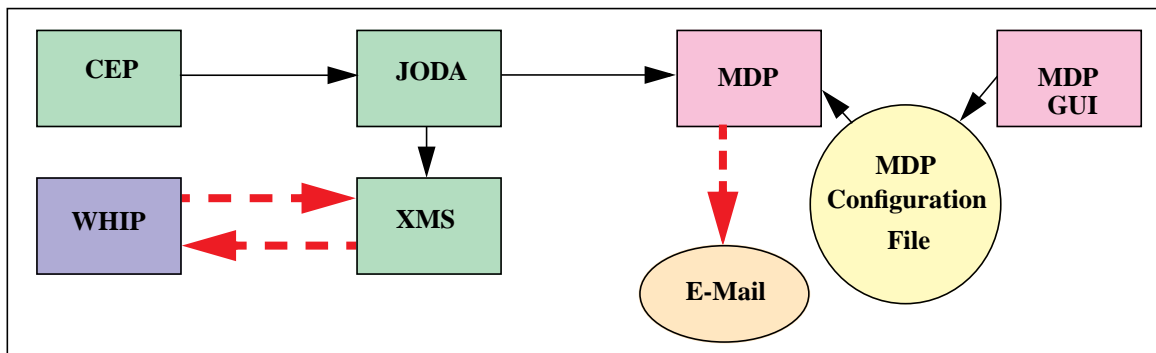 CEP
JODA
MDP
MDP
GUI
WHIP
XMS
MDP
Configuration
File
E-Mail